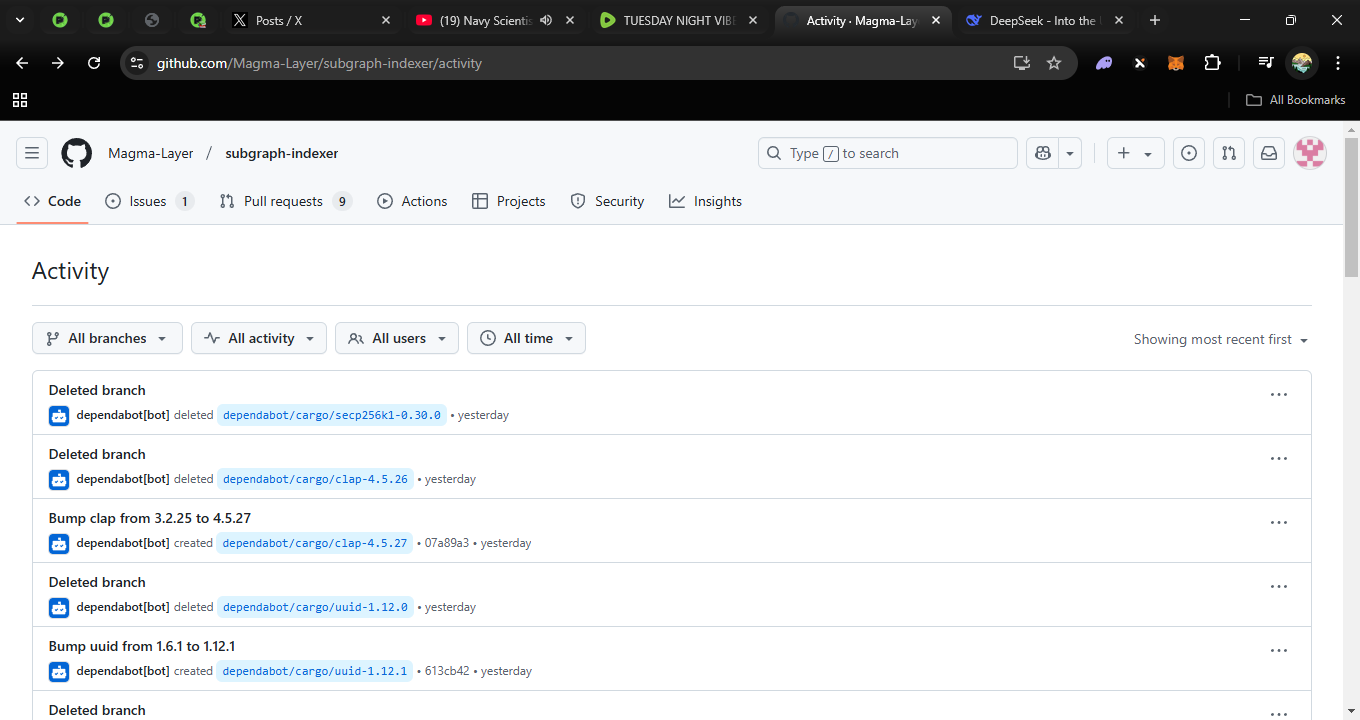 Posts / X
(19) Navy Scientis
TUESDAY NIGHT VIBE
Activity · Magma-Lay
DeepSeek - Into the
github.com/Magma-Layer/subgraph-indexer/activity
All Bookmarks
Magma-Layer / subgraph-indexer
Type / to search
Code
Issues 1
Pull requests 9
Actions
Projects
Security
Insights
Activity
All branches
All activity
All users
All time
Showing most recent first
Deleted branch
dependabot[bot] deleted dependabot/cargo/secp256k1-0.30.0 • yesterday
Deleted branch
dependabot[bot] deleted dependabot/cargo/clap-4.5.26 • yesterday
Bump clap from 3.2.25 to 4.5.27
dependabot[bot] created dependabot/cargo/clap-4.5.27 • 07a89a3 • yesterday
Deleted branch
dependabot[bot] deleted dependabot/cargo/uuid-1.12.0 • yesterday
Bump uuid from 1.6.1 to 1.12.1
dependabot[bot] created dependabot/cargo/uuid-1.12.1 • 613cb42 • yesterday
Deleted branch